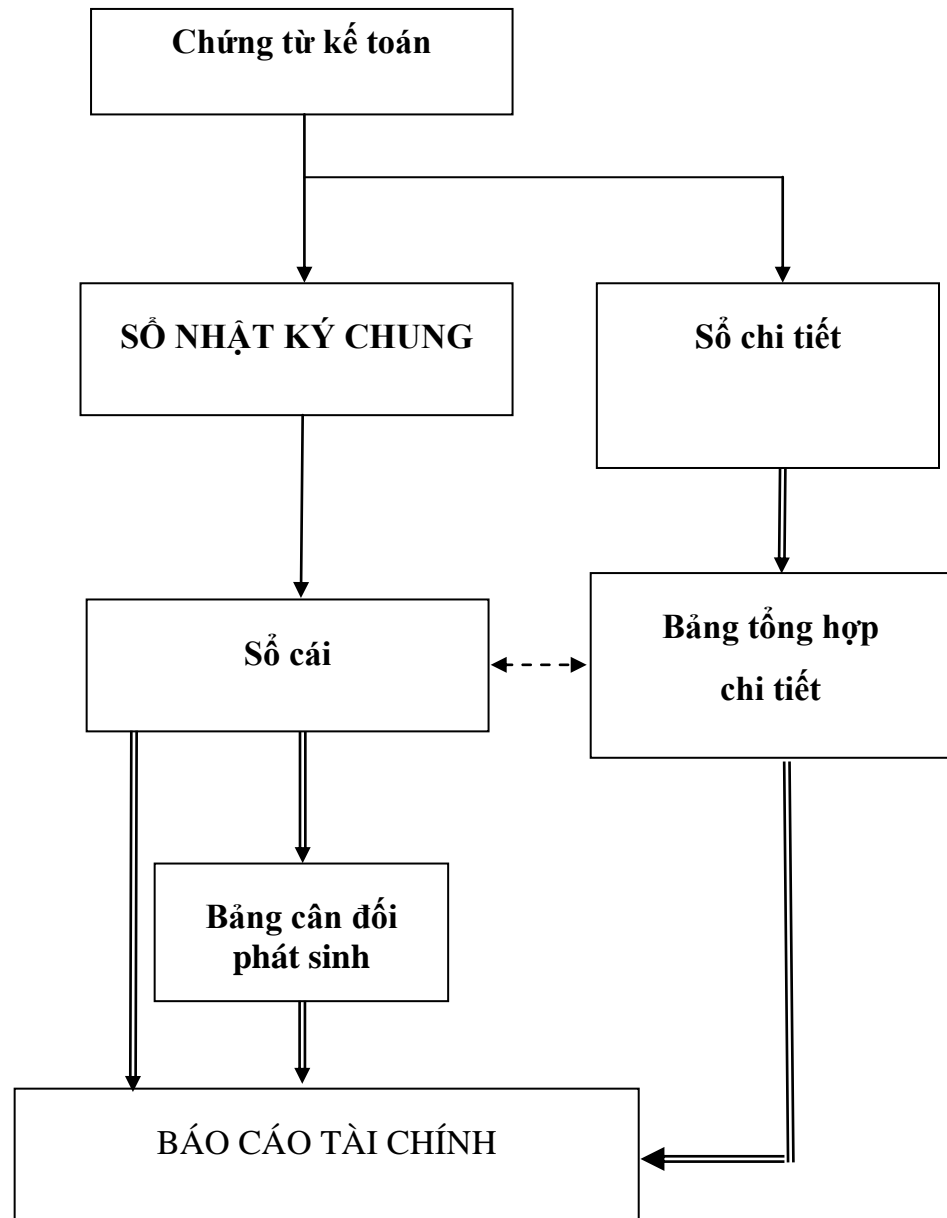 Chứng từ kế toán
SỔ NHẬT KÝ CHUNG
Sổ chi tiết
Sổ cái
Bảng tổng hợp
chi tiết
Bảng cân đối
phát sinh
BÁO CÁO TÀI CHÍNH